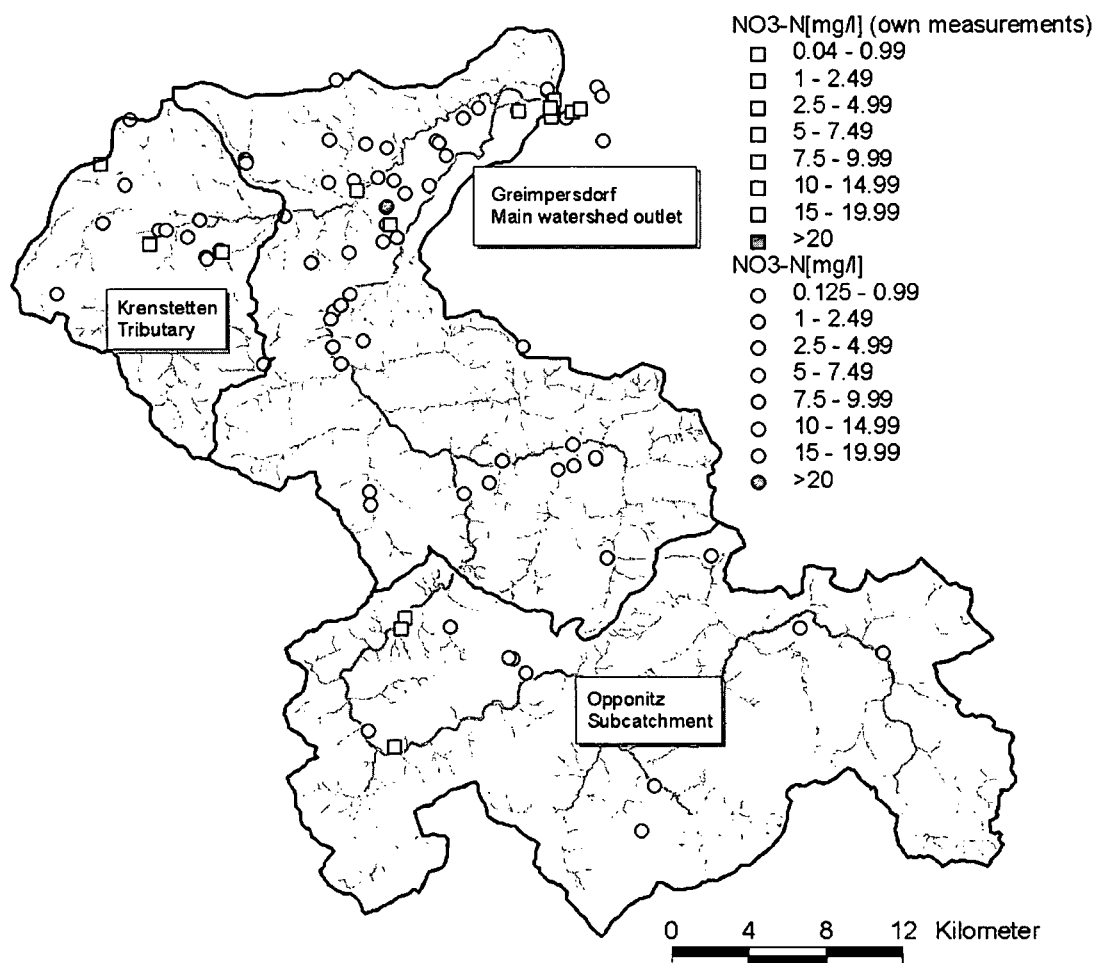 NO3-N[mg/l] (own measurements)
0.04 - 0.99
1 - 2.49
2.5 - 4.99
5 - 7.49
7.5 - 9.99
10 - 14.99
15 - 19.99
>20
NO3-N[mg/l]
0.125 - 0.99
1 - 2.49
2.5 - 4.99
5 - 7.49
7.5 - 9.99
10 - 14.99
15 - 19.99
>20
Greimpersdorf
Main watershed outlet
Krenstetten
Tributary
Opponitz
Subcatchment
0 4 8 12 Kilometer